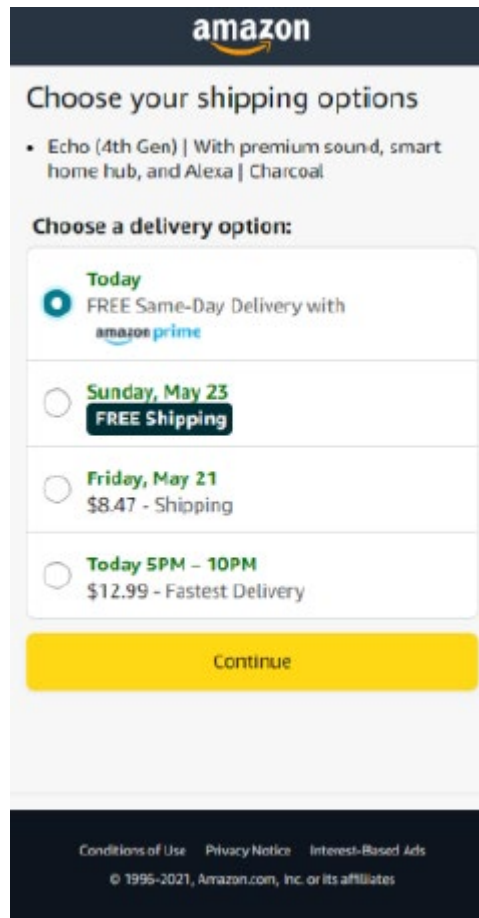 amazon
Choose your shipping options
• Echo (4th Gen) | With premium sound, smart
home hub, and Alexa | Charcoal
Choose a delivery option:
Today
FREE Same-Day Delivery with
amazon prime
Sunday, May 23
FREE Shipping
Friday, May 21
$8.47 - Shipping
Today 5PM – 10PM
$12.99 - Fastest Delivery
Continue
Conditions of Use Privacy Notice Interest-Based Ads
© 1996-2021, Amazon.com, Inc. or its affiliates